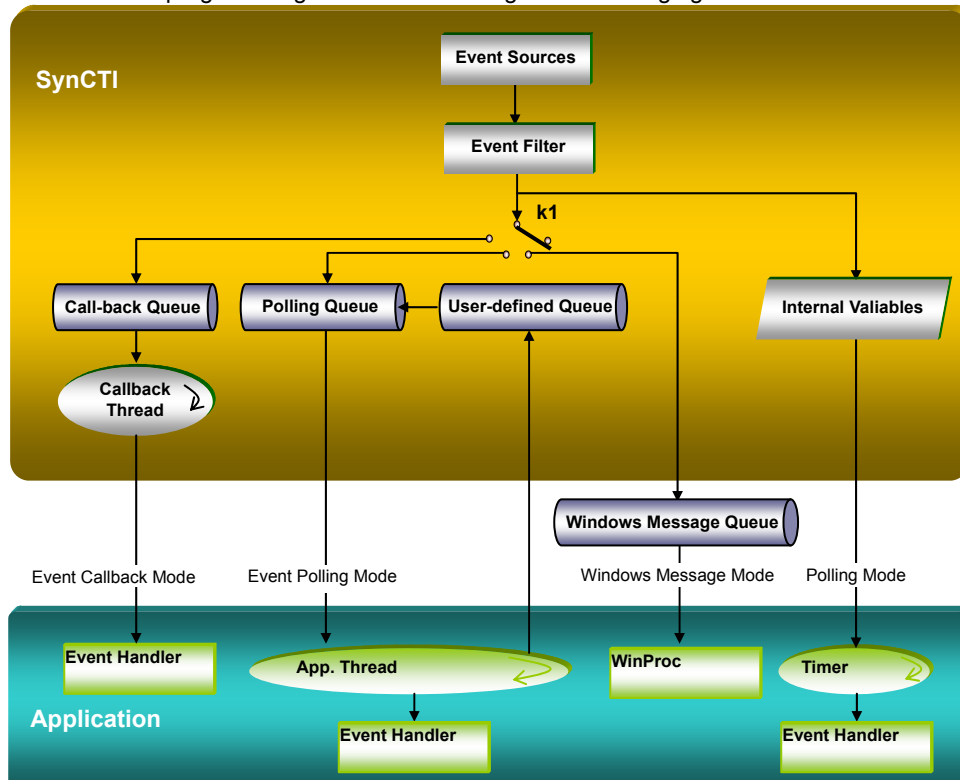 Event Sources
SynCTI
Event Filter
k1
Call-back Queue
Polling Queue
User-defined Queue
Internal Valiables
Callback
Thread
Windows Message Queue
Event Callback Mode
Event Polling Mode
Windows Message Mode
Polling Mode
Event Handler
App. Thread
WinProc
Timer
Application
Event Handler
Event Handler